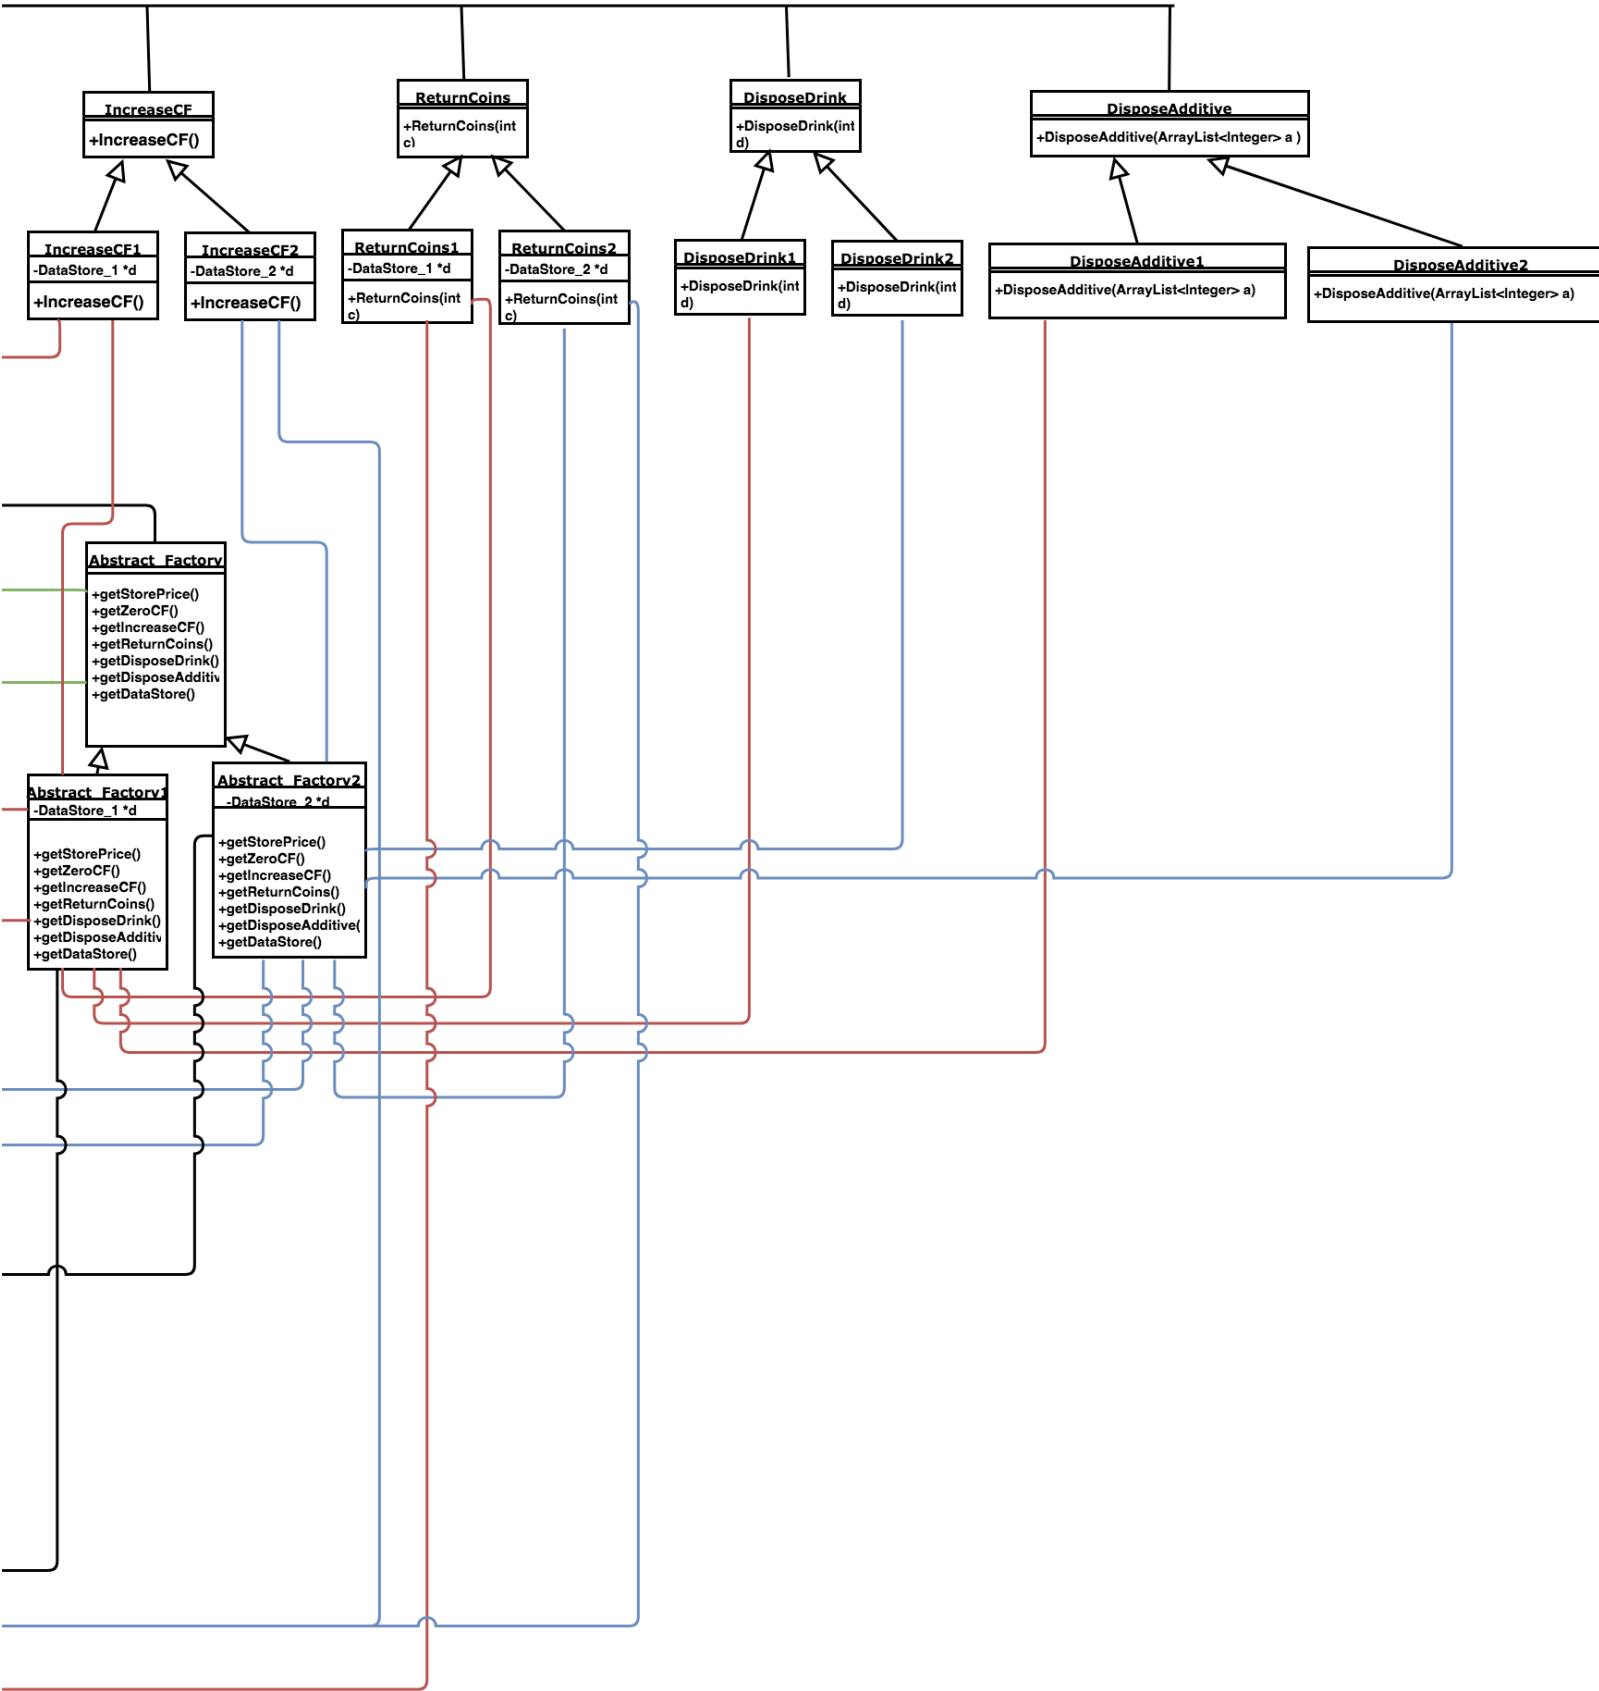 IncreaseCF
+IncreaseCF()
ReturnCoins
+ReturnCoins(int
c)
DisposeDrink
+DisposeDrink(int
d)
DisposeAdditive
+DisposeAdditive(ArrayList<Integer> a )
IncreaseCF1
-DataStore_1 *d
+IncreaseCF()
IncreaseCF2
-DataStore_2 *d
+IncreaseCF()
ReturnCoins1
-DataStore_1 *d
+ReturnCoins(int
c)
ReturnCoins2
-DataStore_2 *d
+ReturnCoins(int
c)
DisposeDrink1
+DisposeDrink(int
d)
DisposeDrink2
+DisposeDrink(int
d)
DisposeAdditive1
+DisposeAdditive(ArrayList<Integer> a)
DisposeAdditive2
+DisposeAdditive(ArrayList<Integer> a)
Abstract_Factory
+getStorePrice()
+getZeroCF()
+getIncreaseCF()
+getReturnCoins()
+getDisposeDrink()
+getDisposeAdditiv
+getDataStore()
Abstract_Factory1
-DataStore_1 *d
+getStorePrice()
+getZeroCF()
+getIncreaseCF()
+getReturnCoins()
+getDisposeDrink()
+getDisposeAdditiv
+getDataStore()
Abstract_Factory2
-DataStore_2 *d
+getStorePrice()
+getZeroCF()
+getIncreaseCF()
+getReturnCoins()
+getDisposeDrink()
+getDisposeAdditive(
+getDataStore()